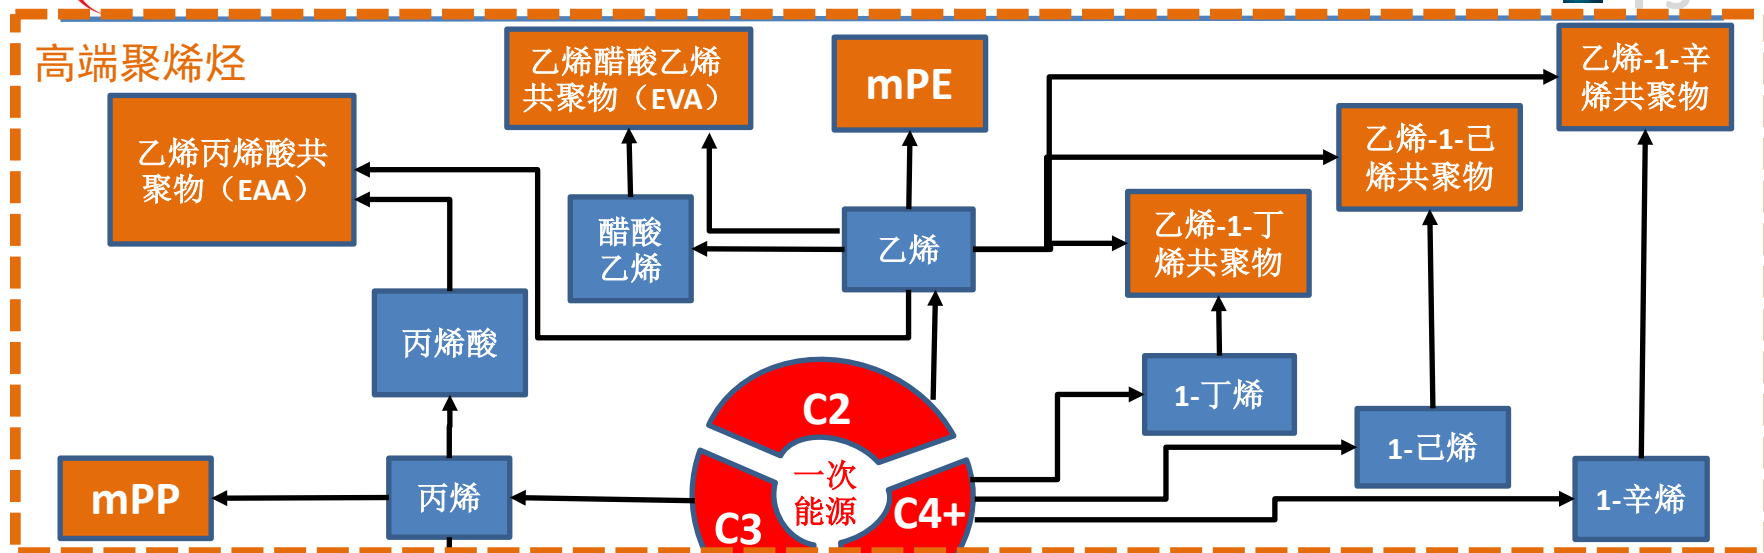 高端聚烯烃
乙烯醋酸乙烯
共聚物（EVA）
mPE
乙烯-1-辛
烯共聚物
乙烯丙烯酸共
聚物（EAA）
乙烯-1-己
烯共聚物
醋酸
乙烯
乙烯
乙烯-1-丁
烯共聚物
丙烯酸
C2
1-丁烯
1-己烯
mPP
丙烯
一次
能源
C3
C4+
1-辛烯